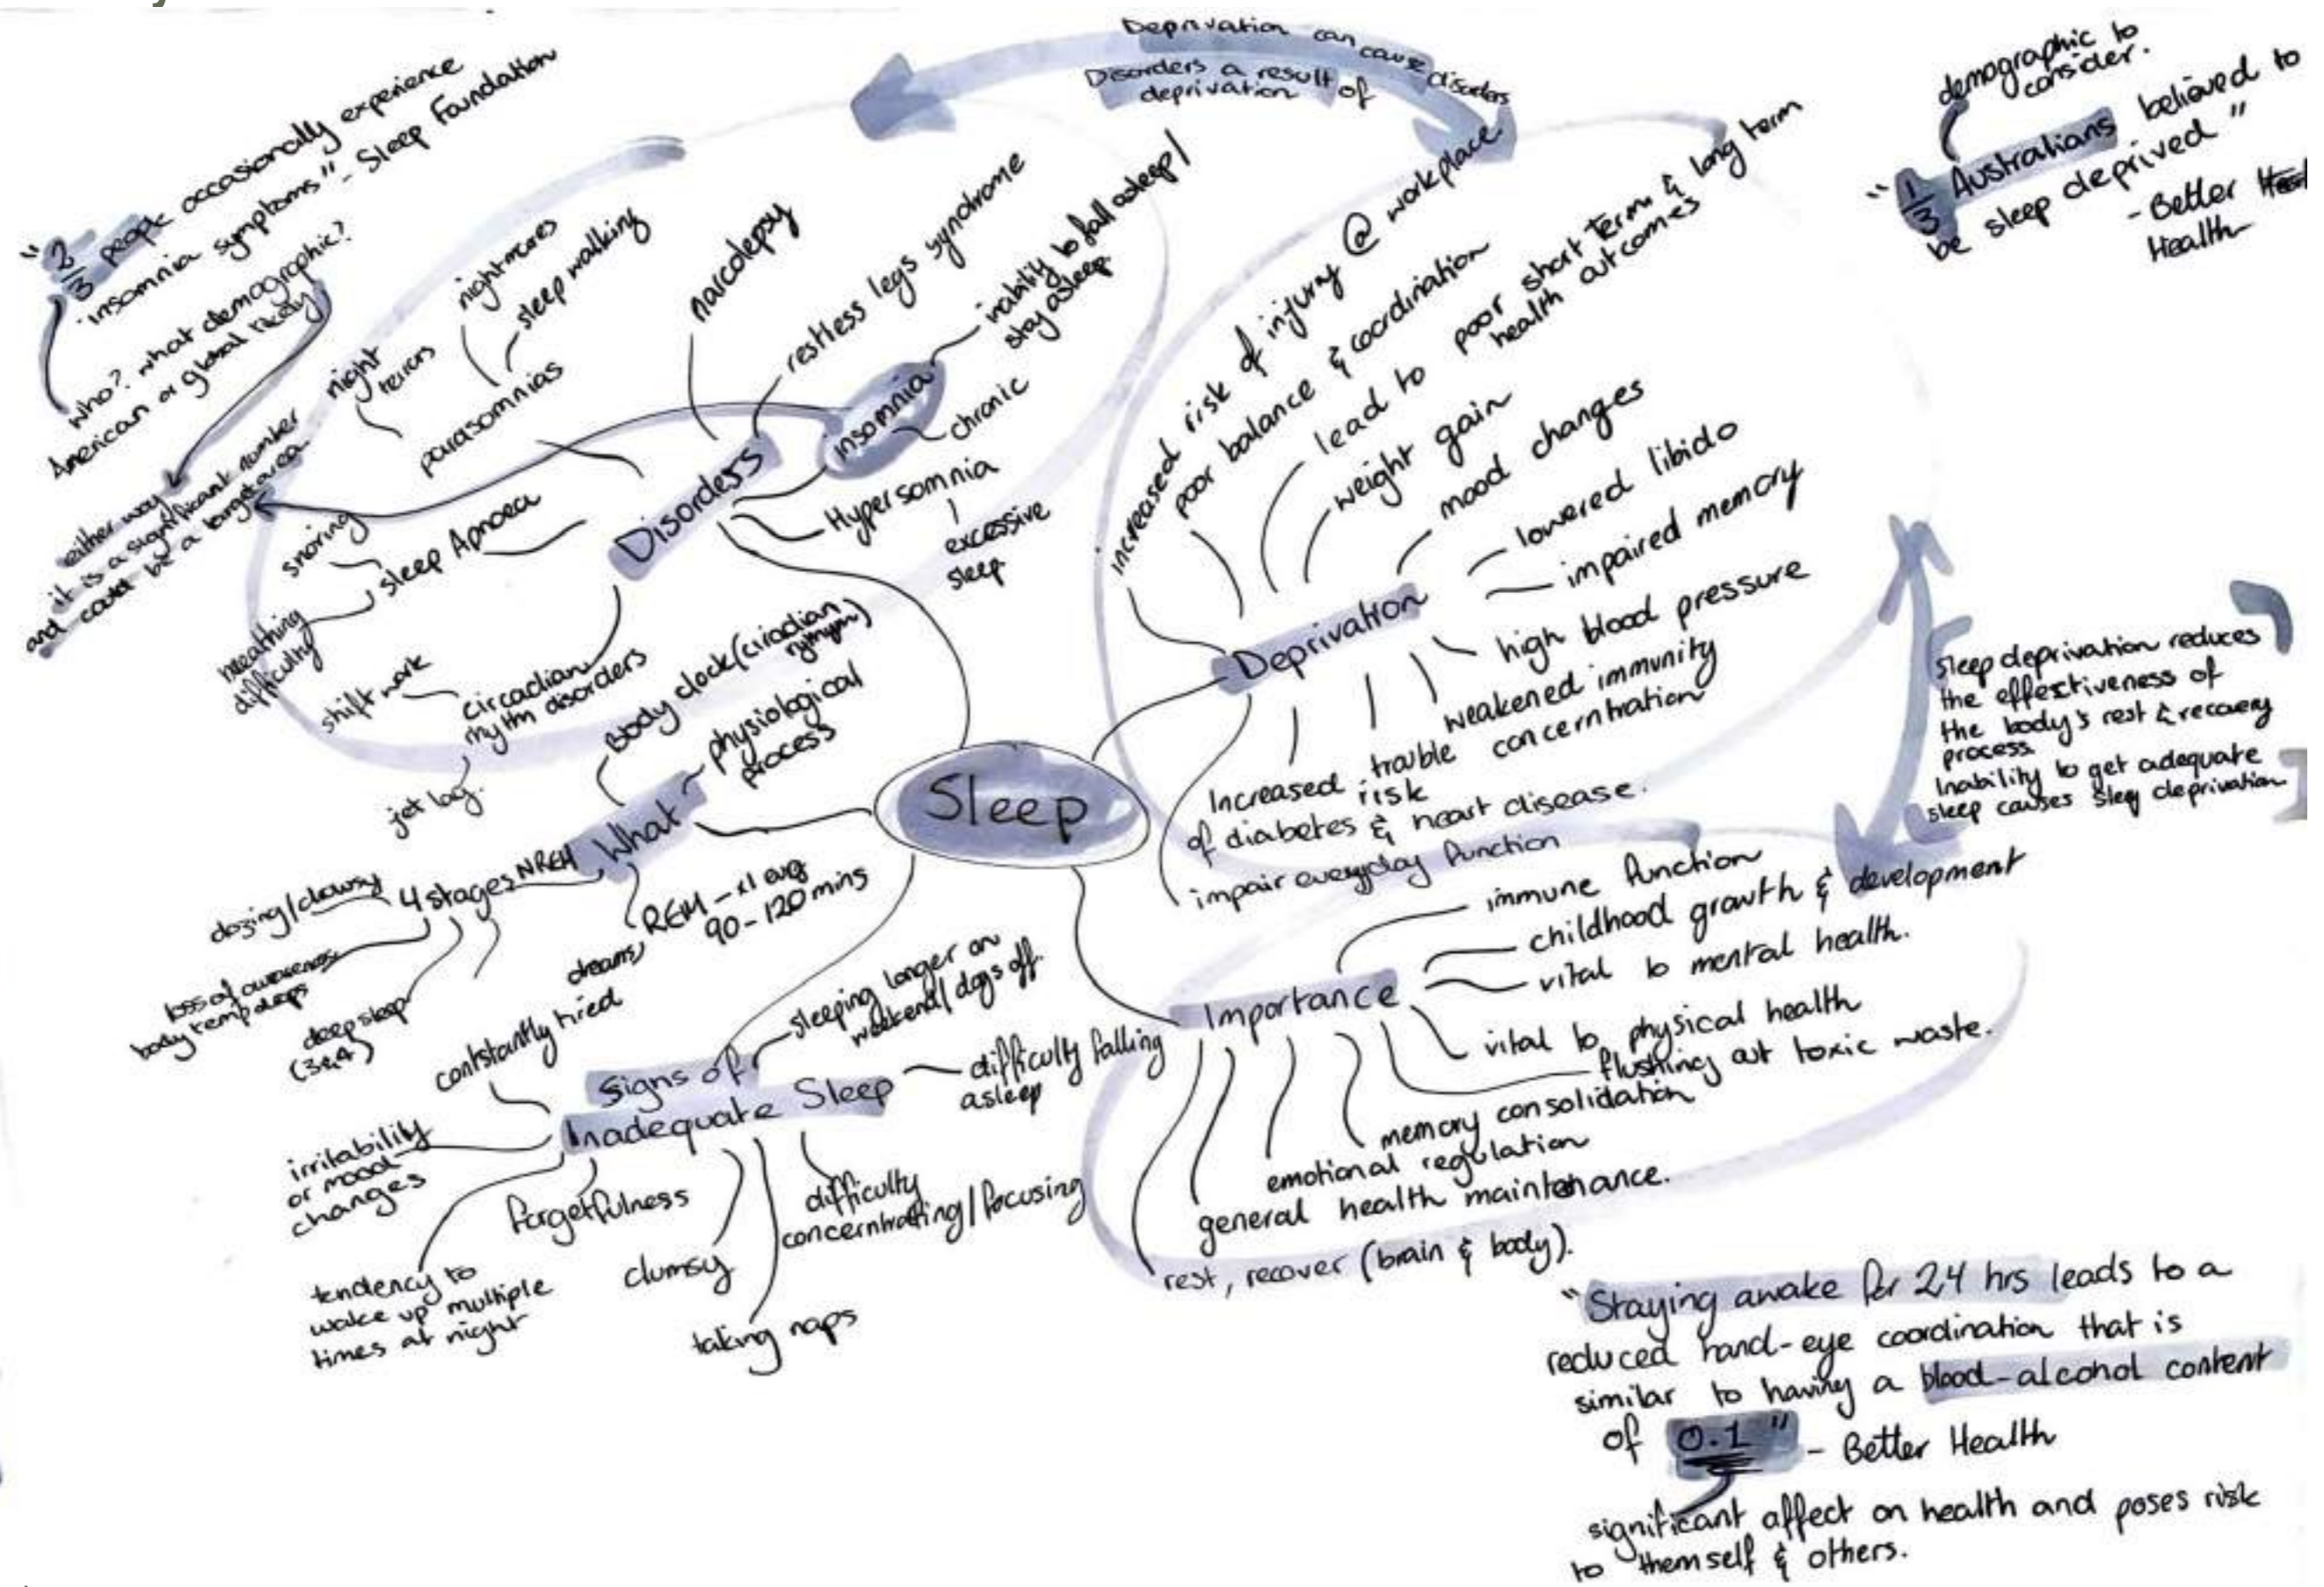 Deprivation can cause disorders
Disorders a result of
deprivation
"2/3 people occasionally experience
insomnia symptoms" - Sleep Foundation
who? what demographic?
American or global likely
either way
it is a significant number
and could be a target area
demographic to
consider.
"1/3 Australians believed to
be sleep deprived"
- Better
Health
Sleep
Disorders
night
terrors
nightmares
sleep walking
parasomnias
narcolepsy
restless legs syndrome
insomnia
inability to fall asleep/
stay asleep
chronic
Hypersomnia
excessive
sleep
snoring
sleep Apnoea
breathing
difficulty
shift work
circadian
rhythm disorders
jet lag.
Deprivation
increased risk of injury @ workplace
poor balance & coordination
lead to poor short term & long term
health outcomes
weight gain
mood changes
lowered libido
impaired memory
high blood pressure
weakened immunity
trouble concerntration
Increased risk
of diabetes & heart disease.
impair everyday function
Sleep deprivation reduces
the effectiveness of
the body's rest & recovery
process
Inability to get adequate
sleep causes sleep deprivation
What
Body clock (ciradian
physiological
process
4 stages NREM
dozing/
loss of awareness
body temp drops
deep sleep
(3&4)
REM - x1 avg
90-120 mins
dreams
Signs of
Inadequate Sleep
sleeping longer on
weekend/days off.
difficulty falling
asleep
contstantly tired
irritability
or mood
changes
tendency to
wake up multiple
times at night
forgetfulness
clumsy
taking naps
difficulty
concerntrating/focusing
Importance
immune function
childhood growth & development
vital to mental health.
vital to physical health
flushing out toxic waste.
memory consolidation
emotional regulation
general health maintenance.
rest, recover (brain & body).
"Staying awake for 24 hrs leads to a
reduced hand-eye coordination that is
similar to having a blood-alcohol content
of 0.1" - Better Health
significant affect on health and poses risk
to themself & others.